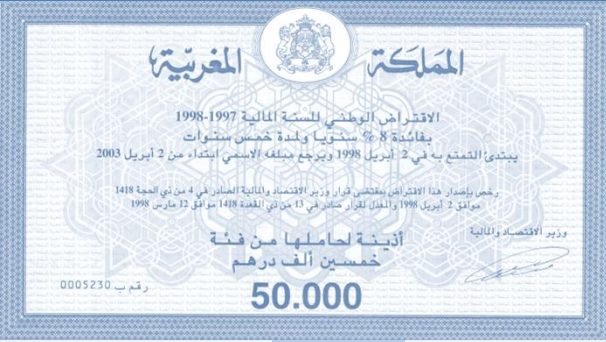 المملكة المغربية
الاقتراض الوطني للسنة المالية 1997-1998
بفائدة 8 % سنويا ولمدة خمس سنوات
يبتدئ التمتع به في 2 أبريل 1998 ويرجع مبلغه الاسمي ابتداء من 2 أبريل 2003
رخص بإصدار هذا الاقتراض بمقتضى قرار وزير الاقتصاد والمالية الصادر في 4 من ذي الحجة 1418
موافق 2 أبريل 1998 والمعدل لقرار صادر في 13 من ذي القعدة 1418 موافق 12 مارس 1998
وزير الاقتصاد والمالية
أذينة لحاملها من فئة
خمسين ألف درهم
رقم ب 0005230
50.000